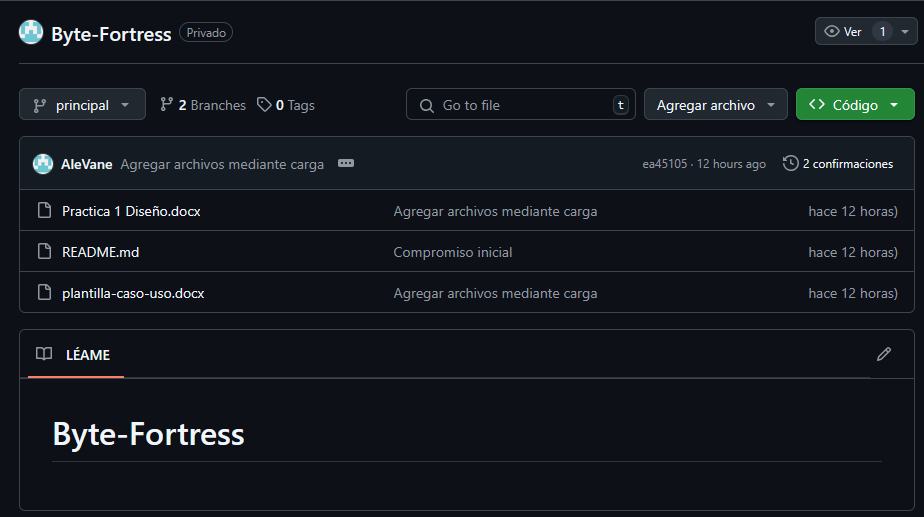 Byte-Fortress Privado Ver 1
principal 2 Branches 0 Tags Go to file t Agregar archivo Código
AleVane Agregar archivos mediante carga ea45105 · 12 hours ago 2 confirmaciones
Practica 1 Diseño.docx Agregar archivos mediante carga hace 12 horas)
README.md Compromiso inicial hace 12 horas)
plantilla-caso-uso.docx Agregar archivos mediante carga hace 12 horas)
LÉAME
Byte-Fortress